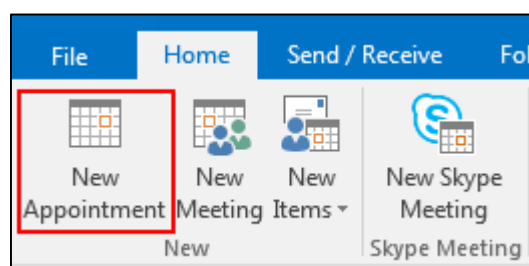 File Home Send / Receive Fol
New Appointment New Meeting New Items New Skype Meeting
New Skype Meeting